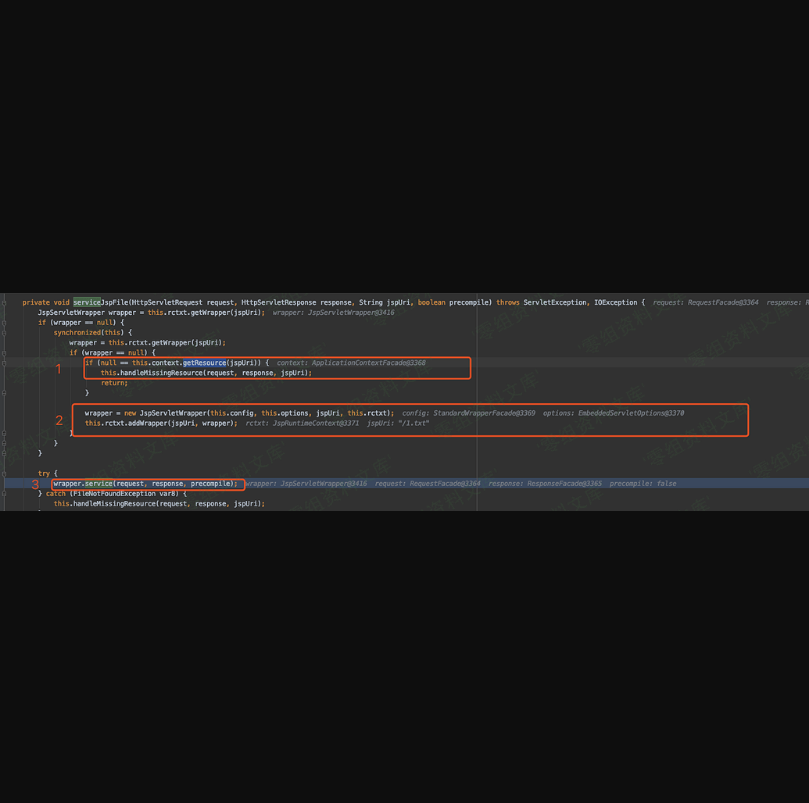 private void serviceJspFile(HttpServletRequest request, HttpServletResponse response, String jspUri, boolean precompile) throws ServletException, IOException {  request: RequestFacade@3364  response: R
JspServletWrapper wrapper = this.rctxt.getWrapper(jspUri);  wrapper: JspServletWrapper@3416
if (wrapper == null) {
synchronized(this) {
wrapper = this.rctxt.getWrapper(jspUri);
if (wrapper == null) {
1 if (null == this.context.getResource(jspUri)) {  context: ApplicationContextFacade@3368
this.handleMissingResource(request, response, jspUri);
return;
}
2 wrapper = new JspServletWrapper(this.config, this.options, jspUri, this.rctxt);  config: StandardWrapperFacade@3369  options: EmbeddedServletOptions@3370
this.rctxt.addWrapper(jspUri, wrapper);  rctxt: JspRuntimeContext@3371  jspUri: "/1.txt"
}
}
}
try {
3 wrapper.service(request, response, precompile);  wrapper: JspServletWrapper@3416  request: RequestFacade@3364  response: ResponseFacade@3365  precompile: false
} catch (FileNotFoundException var8) {
this.handleMissingResource(request, response, jspUri);